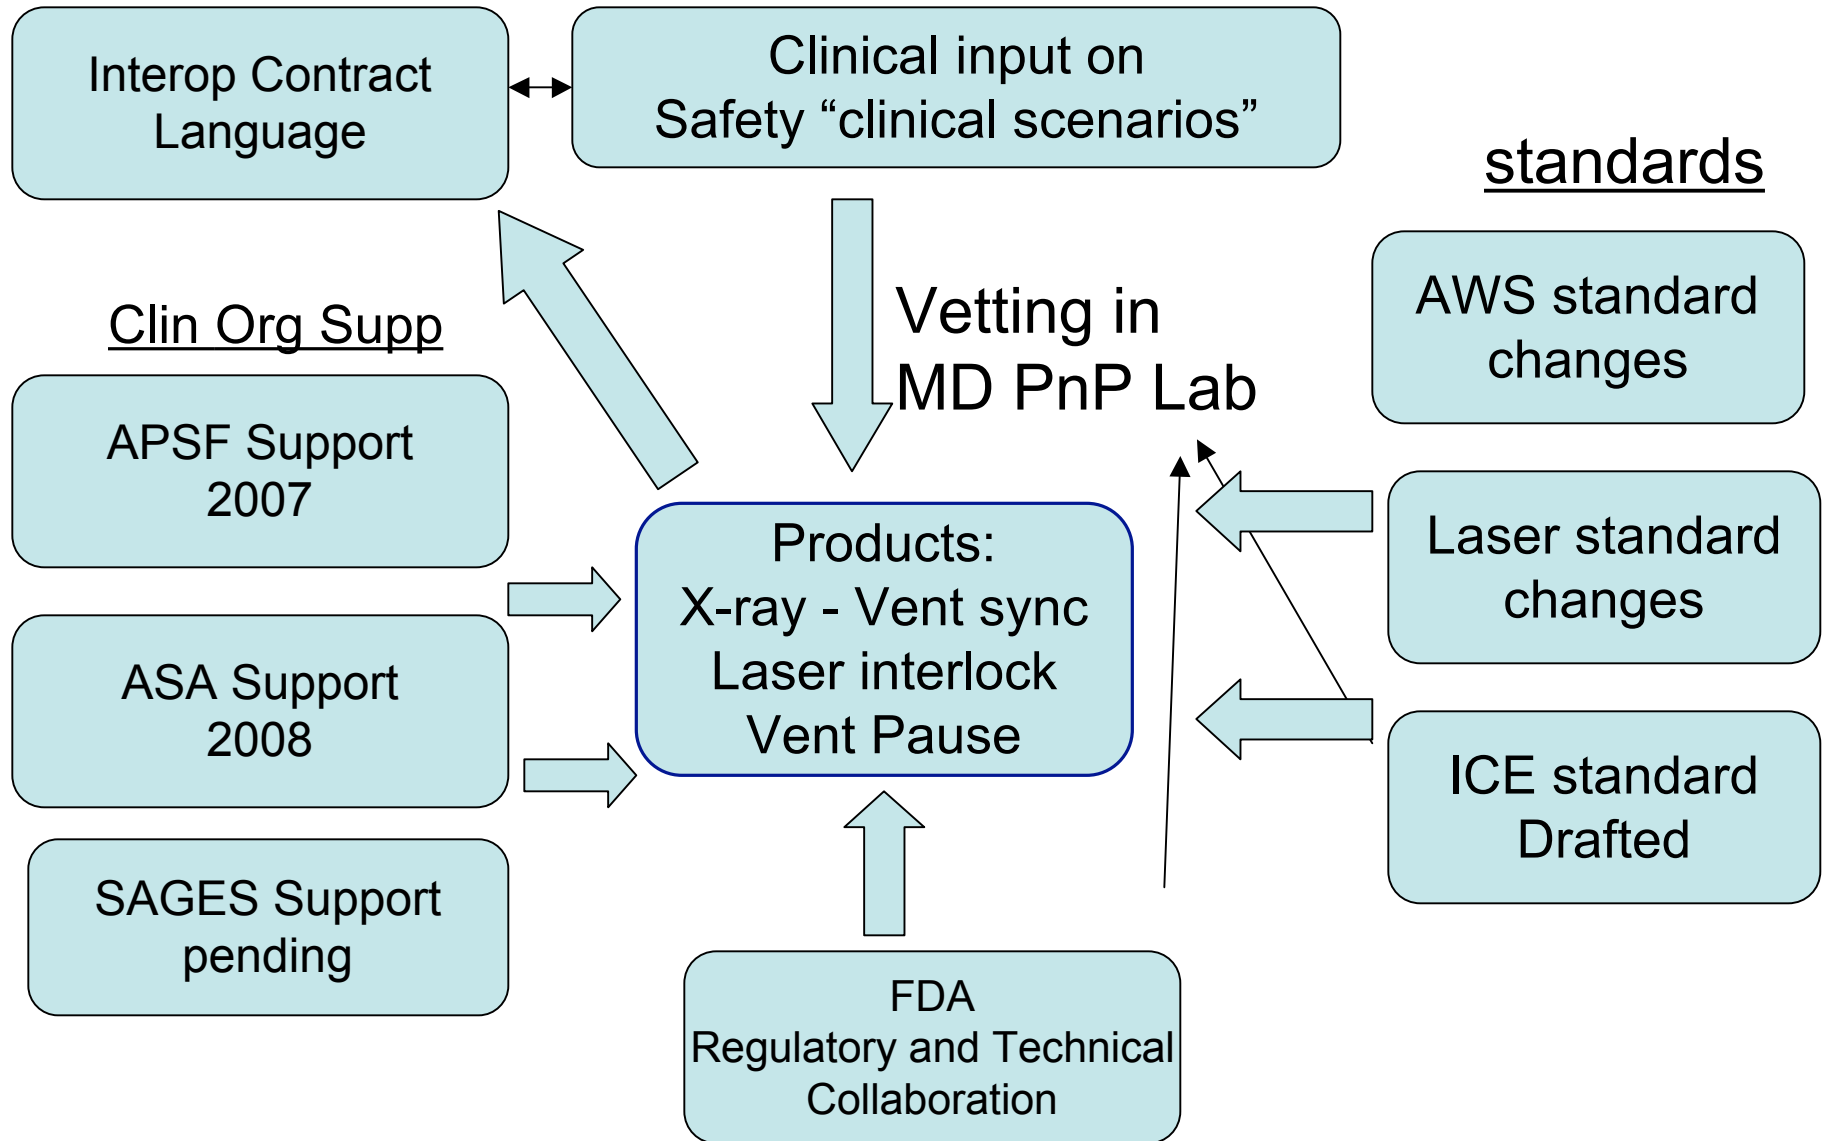 Interop Contract
Language
Clinical input on
Safety “clinical scenarios”
standards
Clin Org Supp
Vetting in
MD PnP Lab
AWS standard
changes
APSF Support
2007
Products:
X-ray - Vent sync
Laser interlock
Vent Pause
Laser standard
changes
ASA Support
2008
ICE standard
Drafted
SAGES Support
pending
FDA
Regulatory and Technical
Collaboration